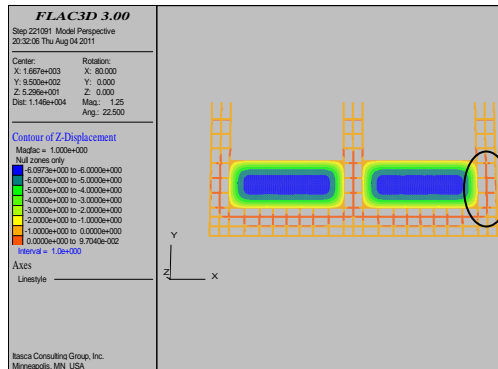 FLAC3D 3.00
Step 221091 Model Perspective
20:32:06 Thu Aug 04 2011
Center:
X: 1.667e+003
Y: 9.500e+002
Z: 5.296e+001
Dist: 1.146e+004
Rotation:
X: 80.000
Y: 0.000
Z: 0.000
Mag.: 1.25
Ang.: 22.500
Contour of Z-Displacement
Magfac = 1.000e+000
Null zones only
-6.0973e+000 to -6.0000e+000
-6.0000e+000 to -5.0000e+000
-5.0000e+000 to -4.0000e+000
-4.0000e+000 to -3.0000e+000
-3.0000e+000 to -2.0000e+000
-2.0000e+000 to -1.0000e+000
-1.0000e+000 to 0.0000e+000
0.0000e+000 to 9.7040e-002
Interval = 1.0e+000
Axes
Linestyle
Y
Z
X
Itasca Consulting Group, Inc.
Minneapolis, MN USA